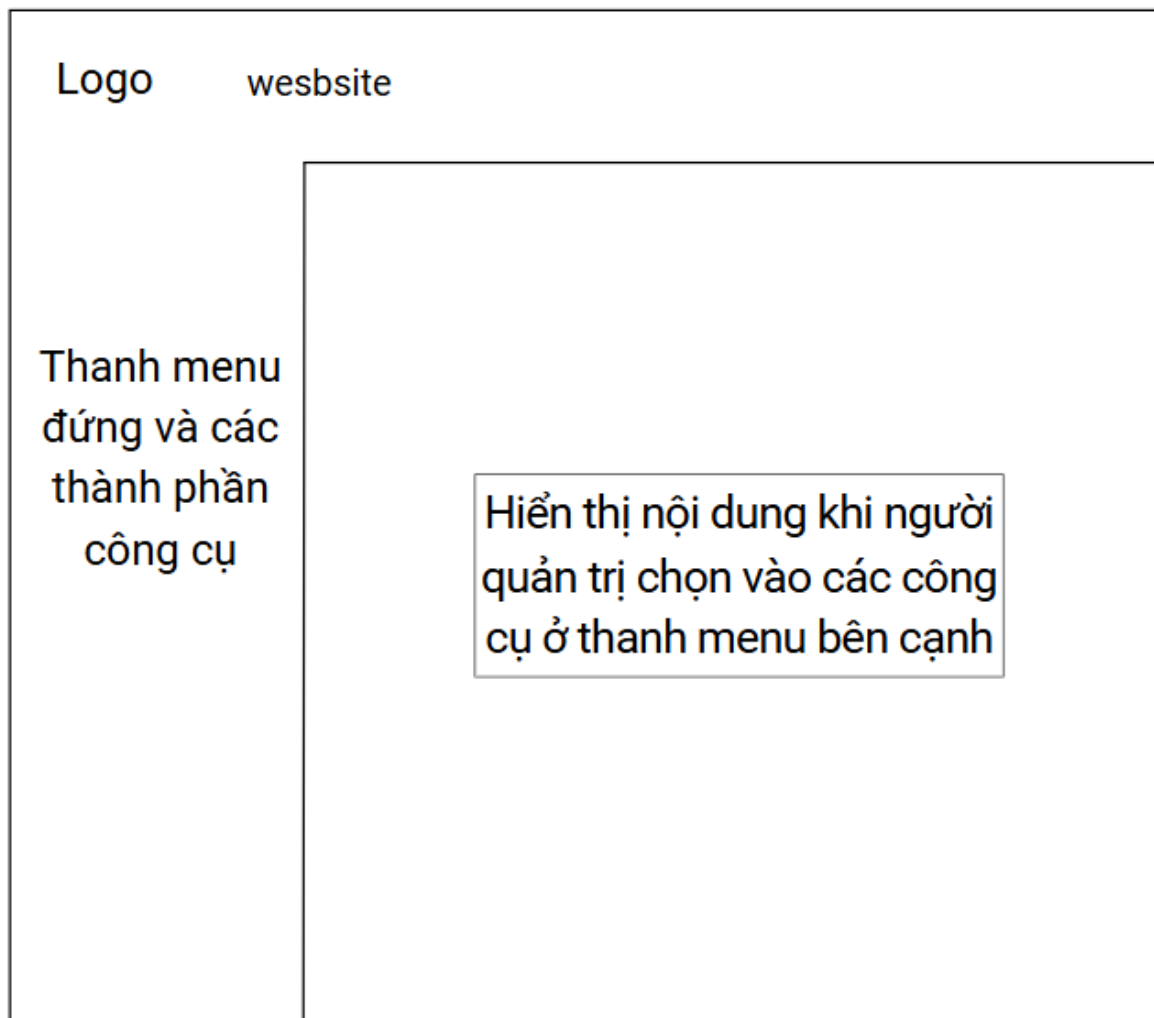 Logo
wesbsite
Thanh menu
đứng và các
thành phần
công cụ
Hiển thị nội dung khi người
quản trị chọn vào các công
cụ ở thanh menu bên cạnh